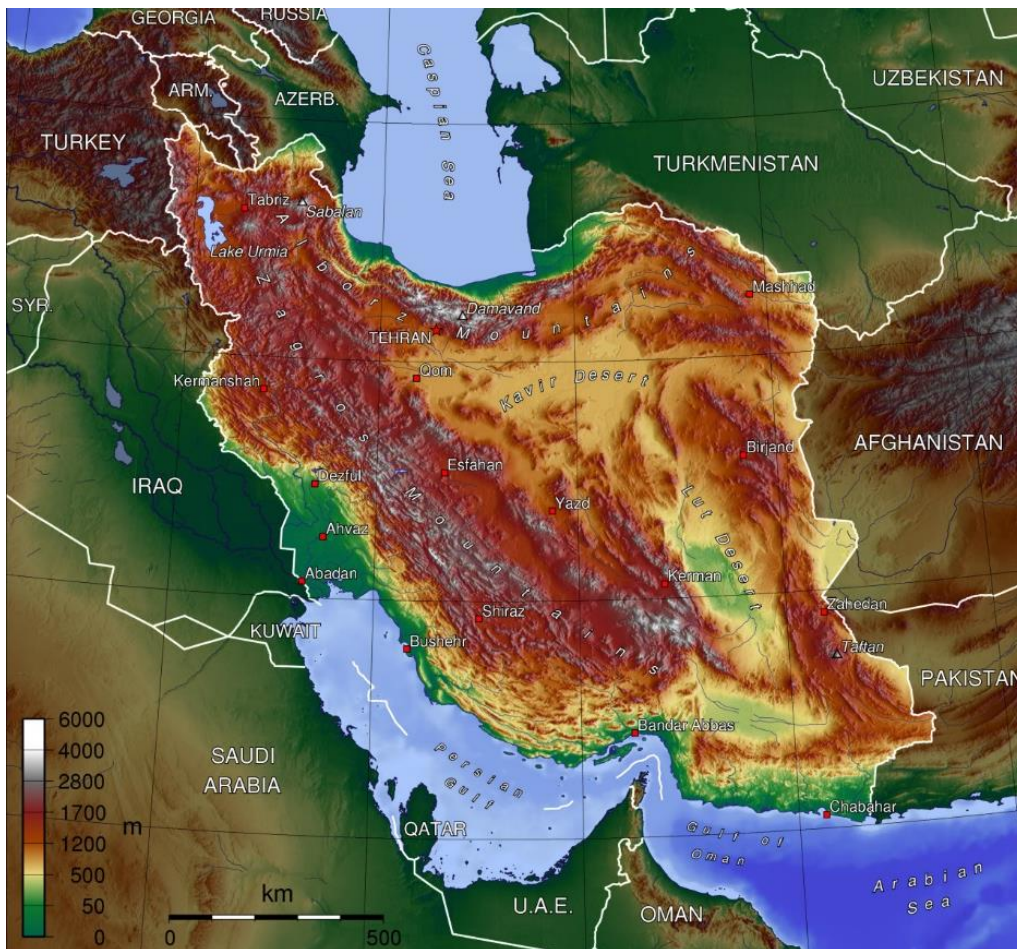 GEORGIA
RUSSIA
Caspian Sea
UZBEKISTAN
ARM.
AZERB.
TURKEY
TURKMENISTAN
Tabriz
Sabalan
Lake Urmia
Alborz Mountains
Mashhad
SYR.
Damavand
TEHRAN
Zagros Mountains
Qom
Kermanshan
Kavir Desert
AFGHANISTAN
Birjand
Esfahan
IRAQ
Dezful
Yazd
Lut Desert
Ahvaz
Abadan
Kerman
Shiraz
Zahedan
KUWAIT
Bushehr
Taftan
PAKISTAN
6000
4000
2800
1700
1200
500
50
0
m
SAUDI
ARABIA
Bandar Abbas
Persian
Gulf
Chabahar
QATAR
Gulf of
Oman
Arabian
Sea
km
0
500
U.A.E.
OMAN